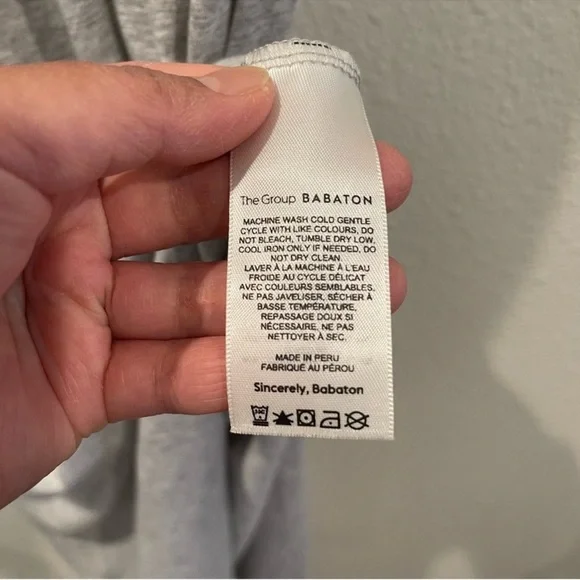 The Group BABATON
MACHINE WASH COLD GENTLE
CYCLE WITH LIKE COLOURS, DO
NOT BLEACH, TUMBLE DRY LOW,
COOL IRON ONLY IF NEEDED, DO
NOT DRY CLEAN.
LAVER À LA MACHINE À L'EAU
FROIDE AU CYCLE DÉLICAT
AVEC COULEURS SEMBLABLES,
NE PAS JAVELISER, SÉCHER À
BASSE TEMPÉRATURE,
REPASSAGE DOUX SI
NÉCESSAIRE, NE PAS
NETTOYER À SEC.
MADE IN PERU
FABRIQUÉ AU PÉROU
Sincerely, Babaton